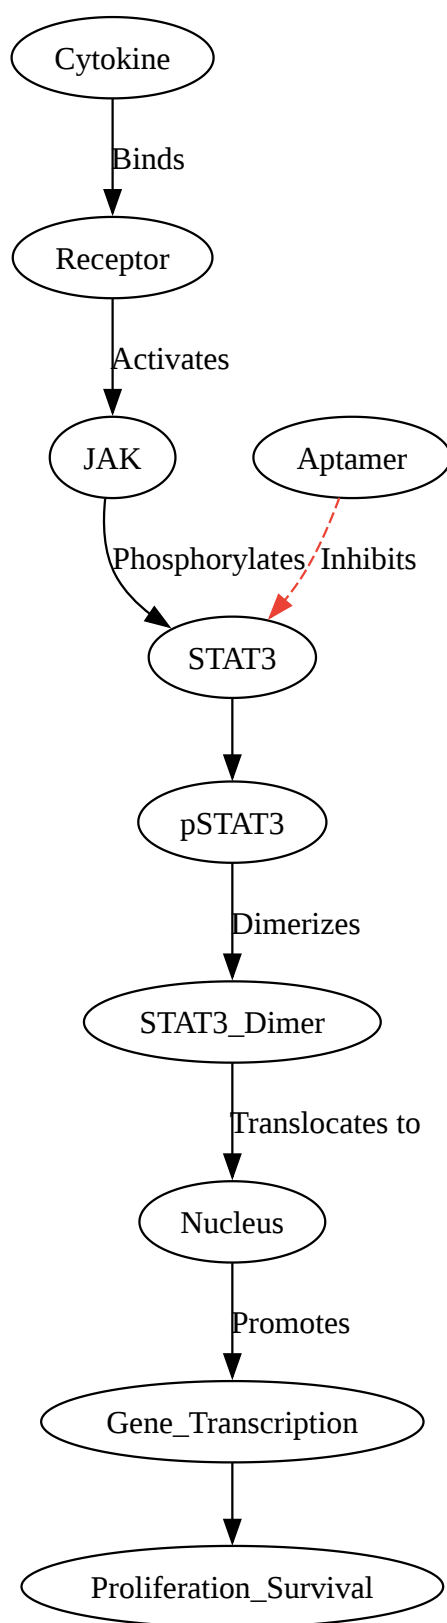 Cytokine
Binds
Receptor
Activates
JAK
Aptamer
Phosphorylates
Inhibits
STAT3
pSTAT3
Dimerizes
STAT3_Dimer
Translocates to
Nucleus
Promotes
Gene_Transcription
Proliferation_Survival